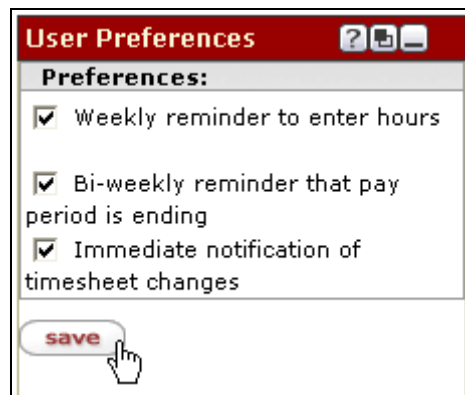 User Preferences ?
Preferences:
Weekly reminder to enter hours
Bi-weekly reminder that pay
period is ending
Immediate notification of
timesheet changes
save